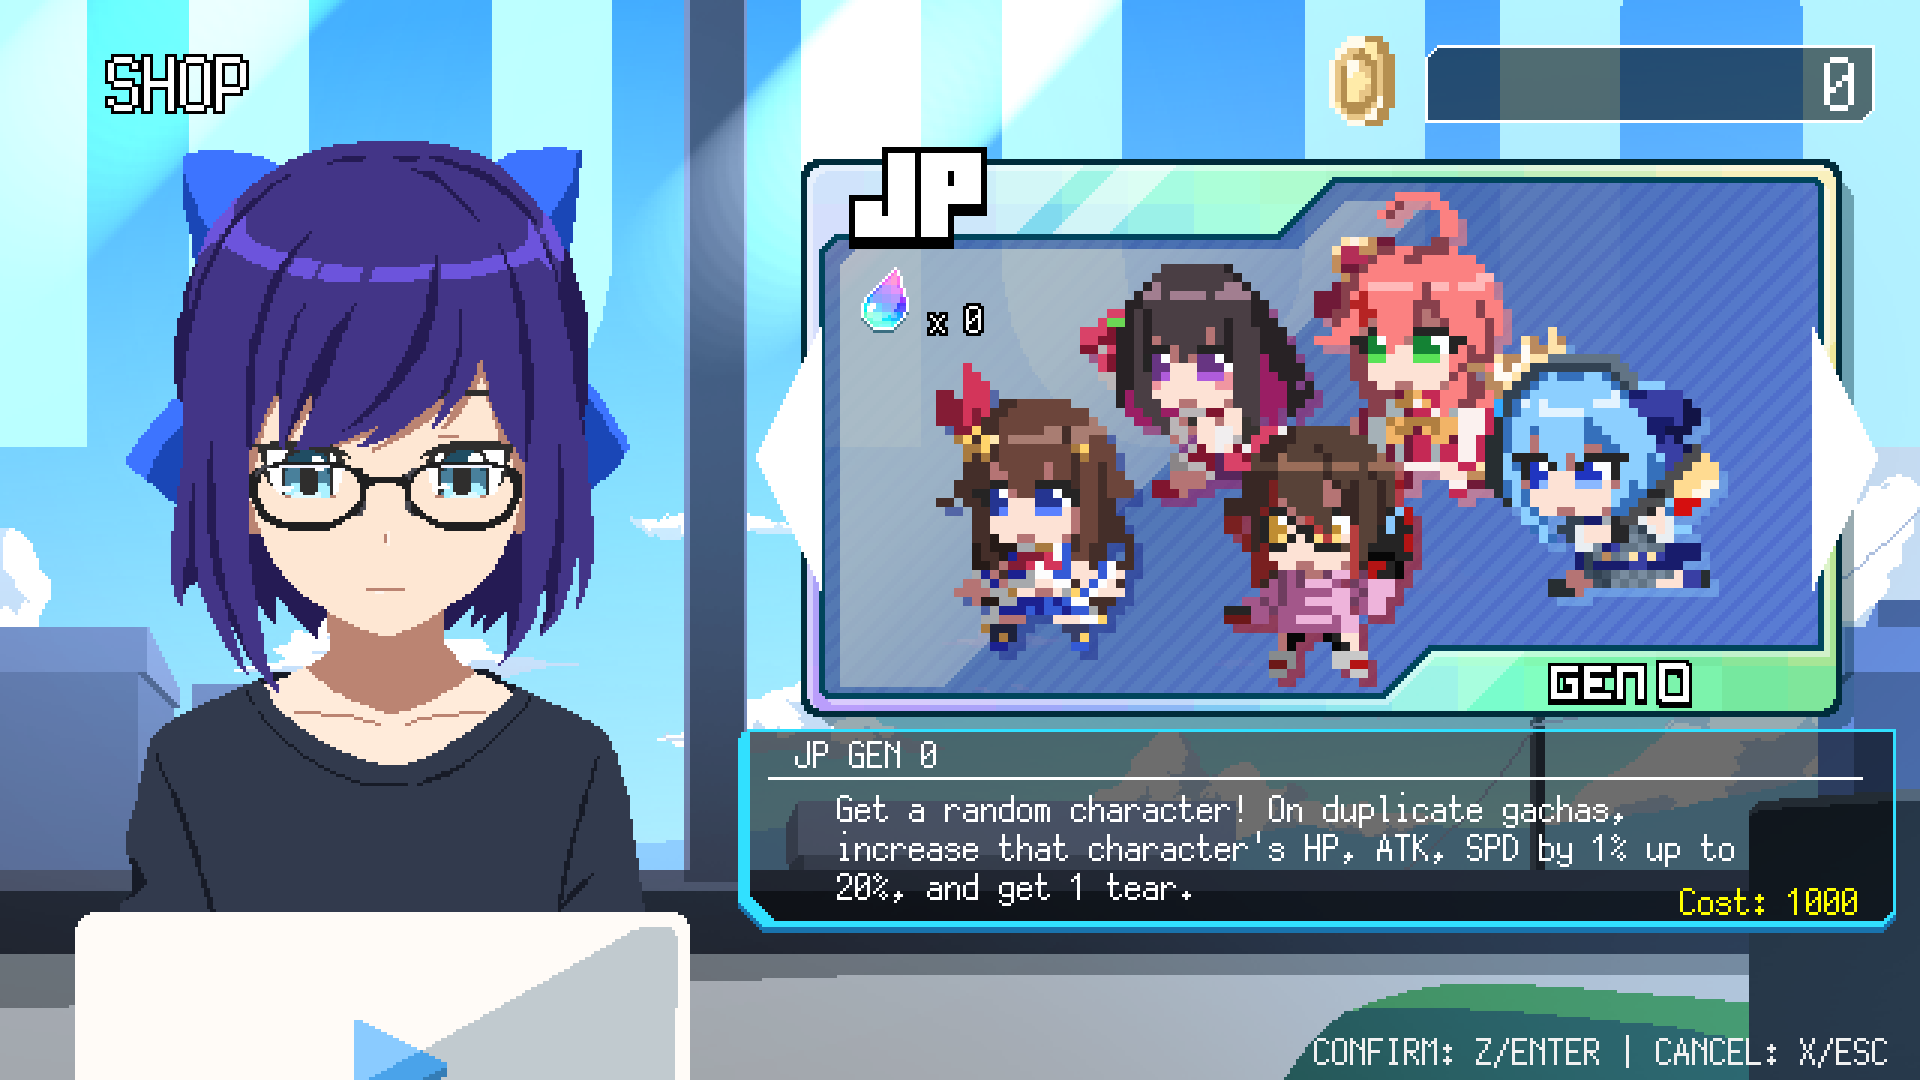 SHOP
0
JP
x 0
GEN 0
JP GEN 0
Get a random character! On duplicate gachas,
increase that character's HP, ATK, SPD by 1% up to
20%, and get 1 tear.
Cost: 1000
CONFIRM: Z/ENTER | CANCEL: X/ESC